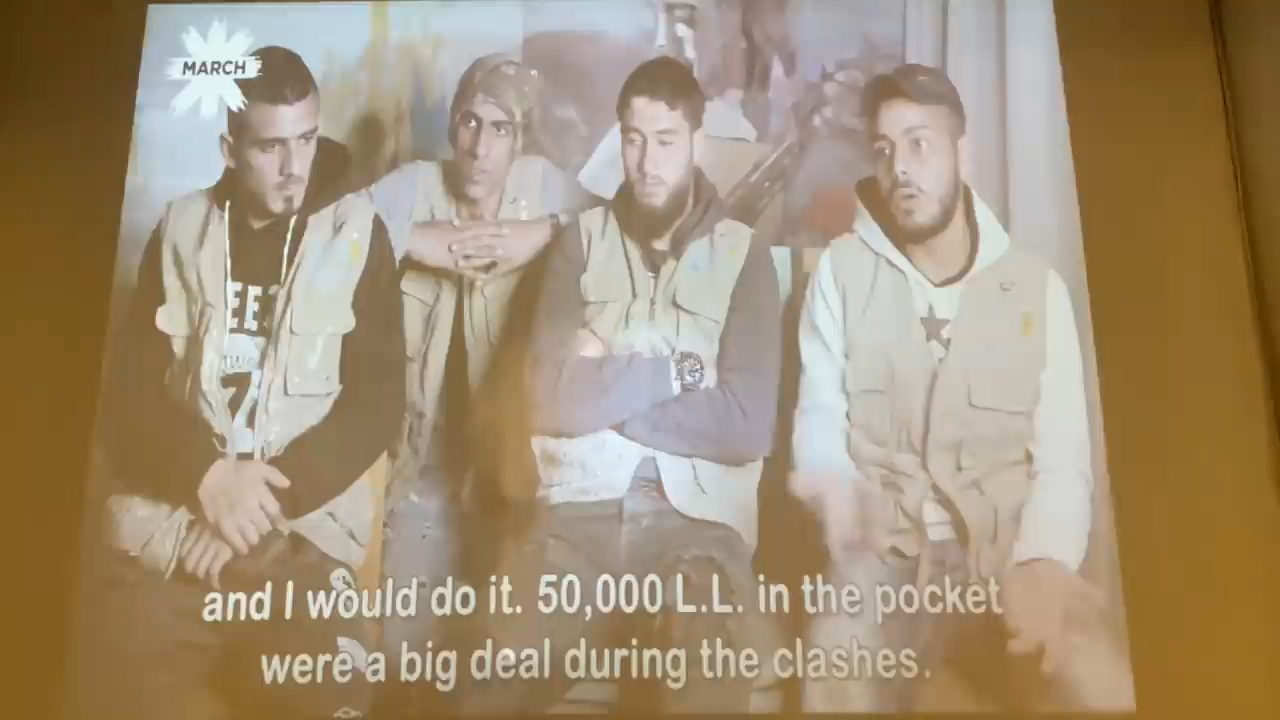 MARCH
and I would do it. 50,000 L.L. in the pocket
were a big deal during the clashes.